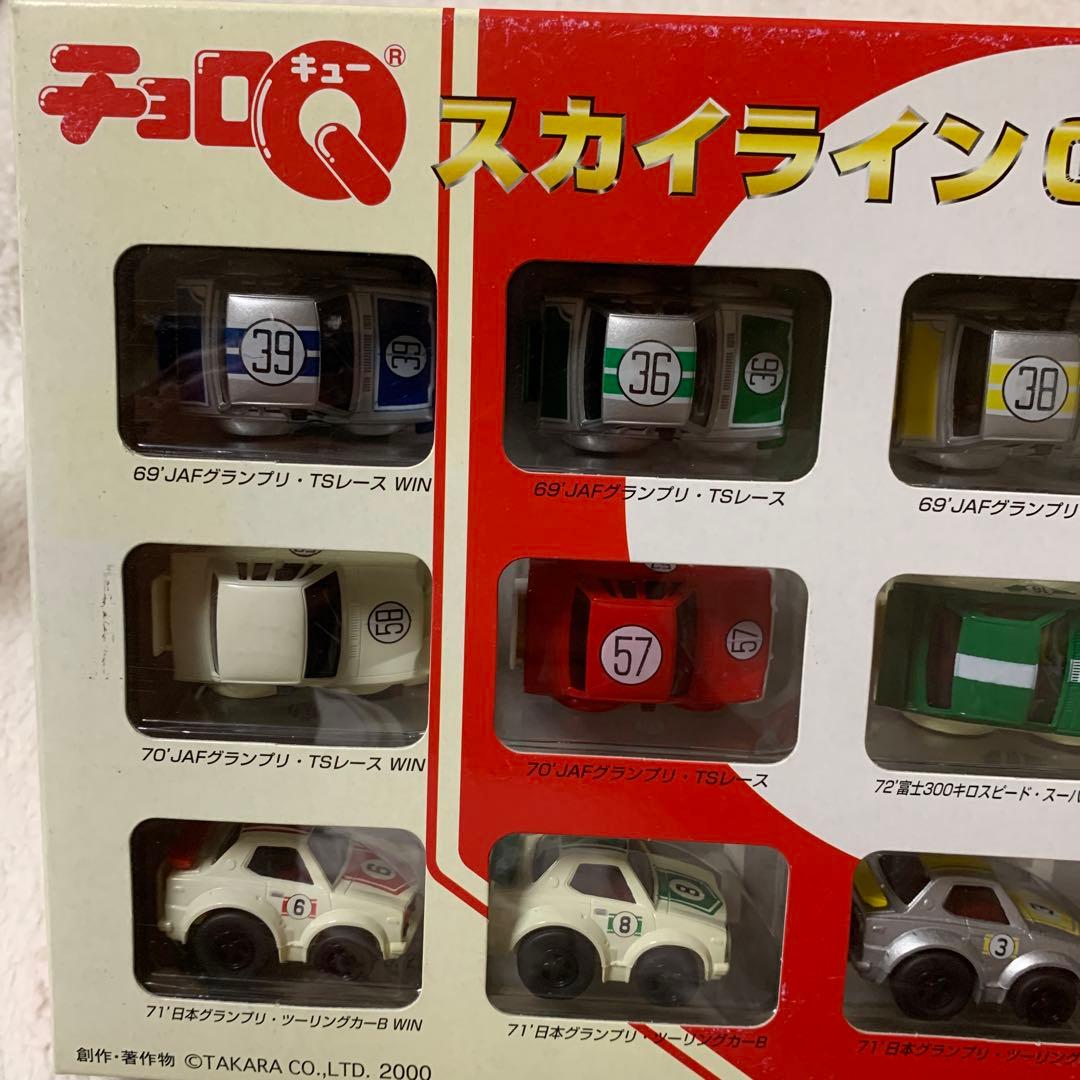 チョロQ
キュー
®
スカイライン
39
39
36
36
38
69'JAFグランプリ・TSレース WIN
69'JAFグランプリ・TSレース
69'JAFグランプリ
58
57
57
70'JAFグランプリ・TSレース WIN
70'JAFグランプリ・TSレース
72'富士300キロスピード・スーパ
6
6
8
8
3
3
71'日本グランプリ・ツーリングカーB WIN
71'日本グランプリ・ツーリングカーB
71'日本グランプリ・ツーリング
創作・著作物 ©TAKARA CO.,LTD. 2000